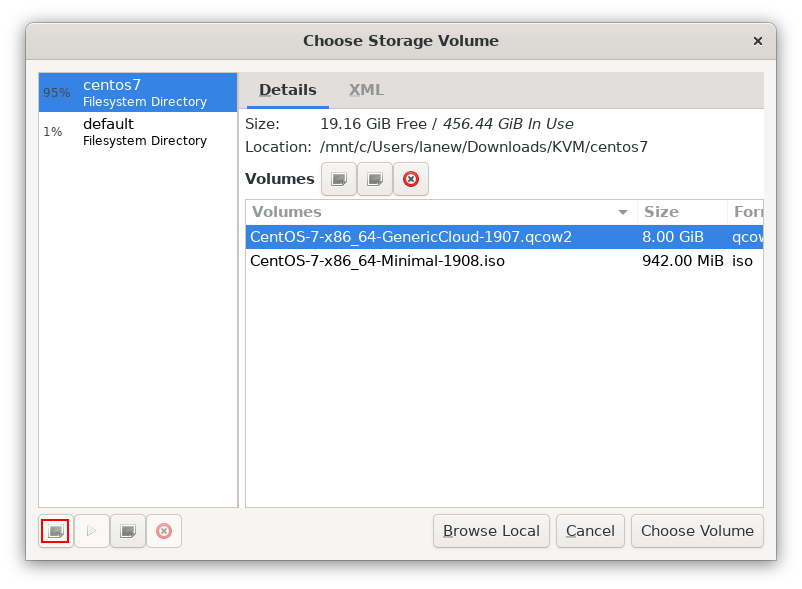 Choose Storage Volume
95%
centos7
Filesystem Directory
1%
default
Filesystem Directory
Details XML
Size: 19.16 GiB Free / 456.44 GiB In Use
Location: /mnt/c/Users/lanew/Downloads/KVM/centos7
Volumes
Volumes Size Forr
CentOS-7-x86_64-GenericCloud-1907.qcow2 8.00 GiB qcow
CentOS-7-x86_64-Minimal-1908.iso 942.00 MiB iso
Browse Local Cancel Choose Volume